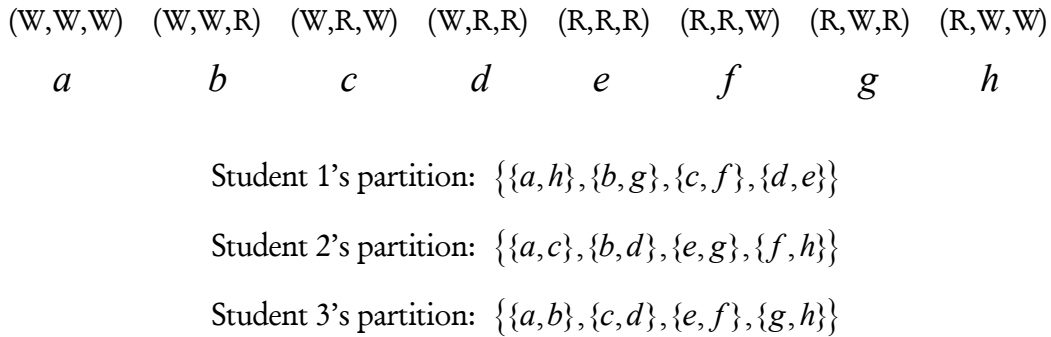 (W,W,W) (W,W,R) (W,R,W) (W,R,R) (R,R,R) (R,R,W) (R,W,R) (R,W,W)
a b c d e f g h
Student 1's partition: {{a,h},{b,g},{c,f},{d,e}}
Student 2's partition: {{a,c},{b,d},{e,g},{f,h}}
Student 3's partition: {{a,b},{c,d},{e,f},{g,h}}